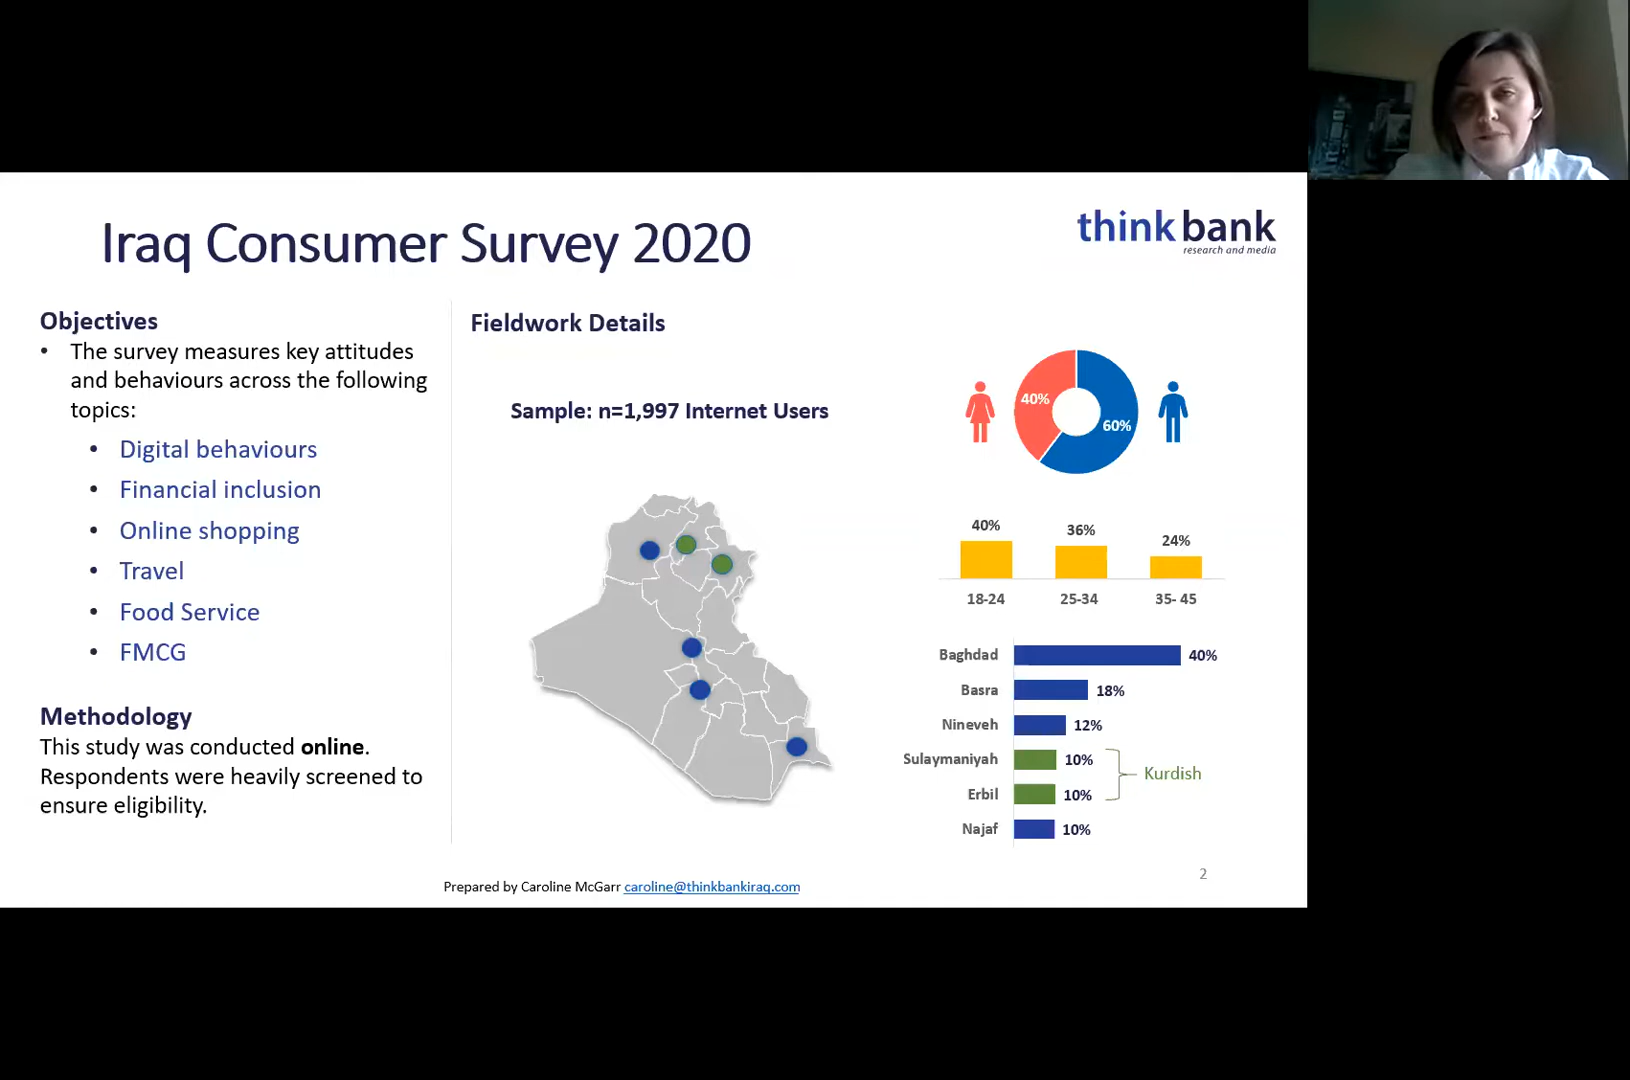 Iraq Consumer Survey 2020
thinkbank
research and media
Objectives
• The survey measures key attitudes
and behaviours across the following
topics:
• Digital behaviours
• Financial inclusion
• Online shopping
• Travel
• Food Service
• FMCG
Methodology
This study was conducted online.
Respondents were heavily screened to
ensure eligibility.
Fieldwork Details
Sample: n=1,997 Internet Users
40%
60%
40%
36%
24%
18-24
25-34
35- 45
Baghdad 40%
Basra 18%
Nineveh 12%
Sulaymaniyah 10%
Kurdish
Erbil 10%
Najaf 10%
2
Prepared by Caroline McGarr caroline@thinkbankiraq.com